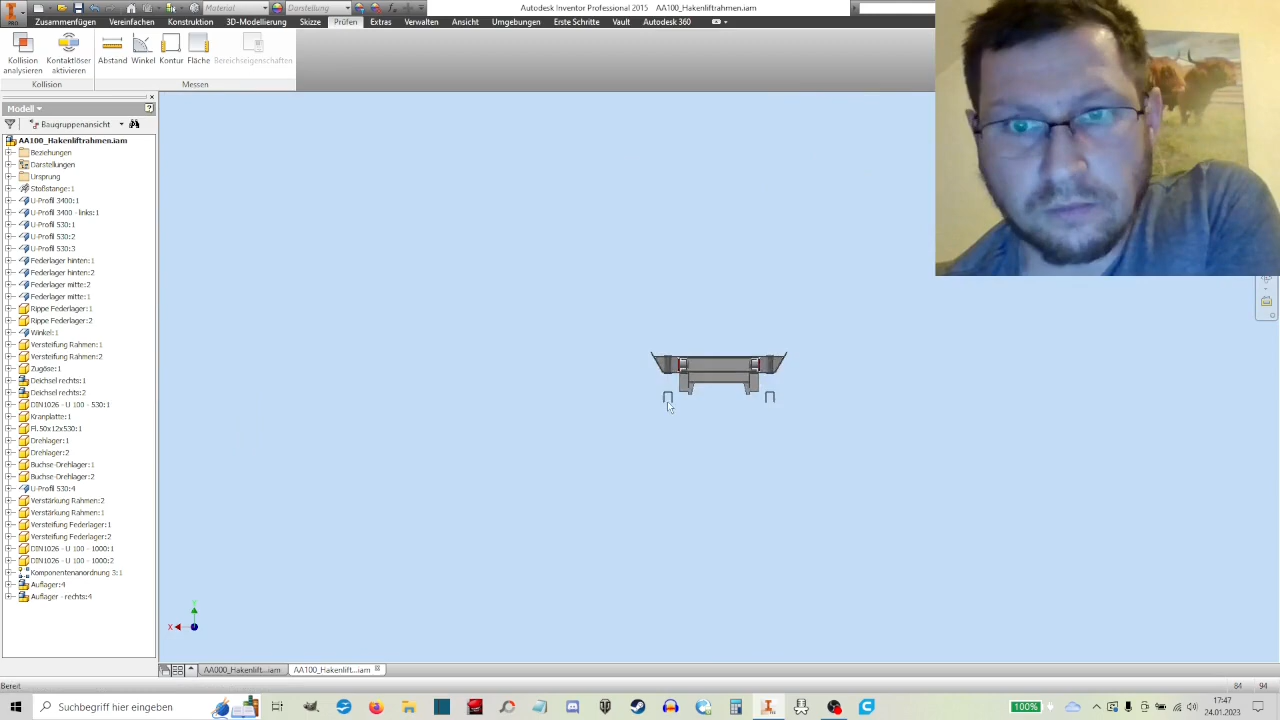 Material
Darstellung
Autodesk Inventor Professional 2015 AA100_Hakenliftrahmen.iam
Zusammenfügen
Vereinfachen
Konstruktion
3D-Modellierung
Skizze
Prüfen
Extras
Verwalten
Ansicht
Umgebungen
Erste Schritte
Vault
Autodesk 360
Kollision analysieren
Kontaktlöser aktivieren
Abstand
Winkel
Kontur
Fläche
Bereichseigenschaften
Kollision
Messen
Modell
Baugruppenansicht
AA100_Hakenliftrahmen.iam
Beziehungen
Darstellungen
Ursprung
Stoßstange:1
U-Profil 3400:1
U-Profil 3400 - links:1
U-Profil 530:1
U-Profil 530:2
U-Profil 530:3
Federlager hinten:1
Federlager hinten:2
Federlager mitte:2
Federlager mitte:1
Rippe Federlager:1
Rippe Federlager:2
Winkel:1
Versteifung Rahmen:1
Versteifung Rahmen:2
Zugöse:1
Deichsel rechts:1
Deichsel rechts:2
DIN1026 - U 100 - 530:1
Kranplatte:1
Fl.50x12x530:1
Drehlager:1
Drehlager:2
Buchse-Drehlager:1
Buchse-Drehlager:2
U-Profil 530:4
Verstärkung Rahmen:2
Verstärkung Rahmen:1
Versteifung Federlager:1
Versteifung Federlager:2
DIN1026 - U 100 - 1000:1
DIN1026 - U 100 - 1000:2
Komponentenanordnung 3:1
Auflager:4
Auflager - rechts:4
Y
X
AA000_Hakenlift...iam
AA100_Hakenlift...iam
Bereit
84
94
Suchbegriff hier eingeben
100%
17:47
24.01.2023